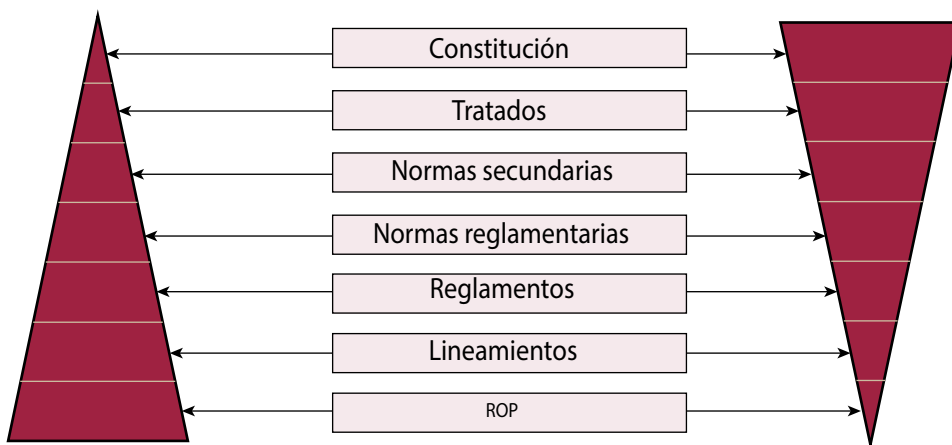 Constitución
Tratados
Normas secundarias
Normas reglamentarias
Reglamentos
Lineamientos
ROP